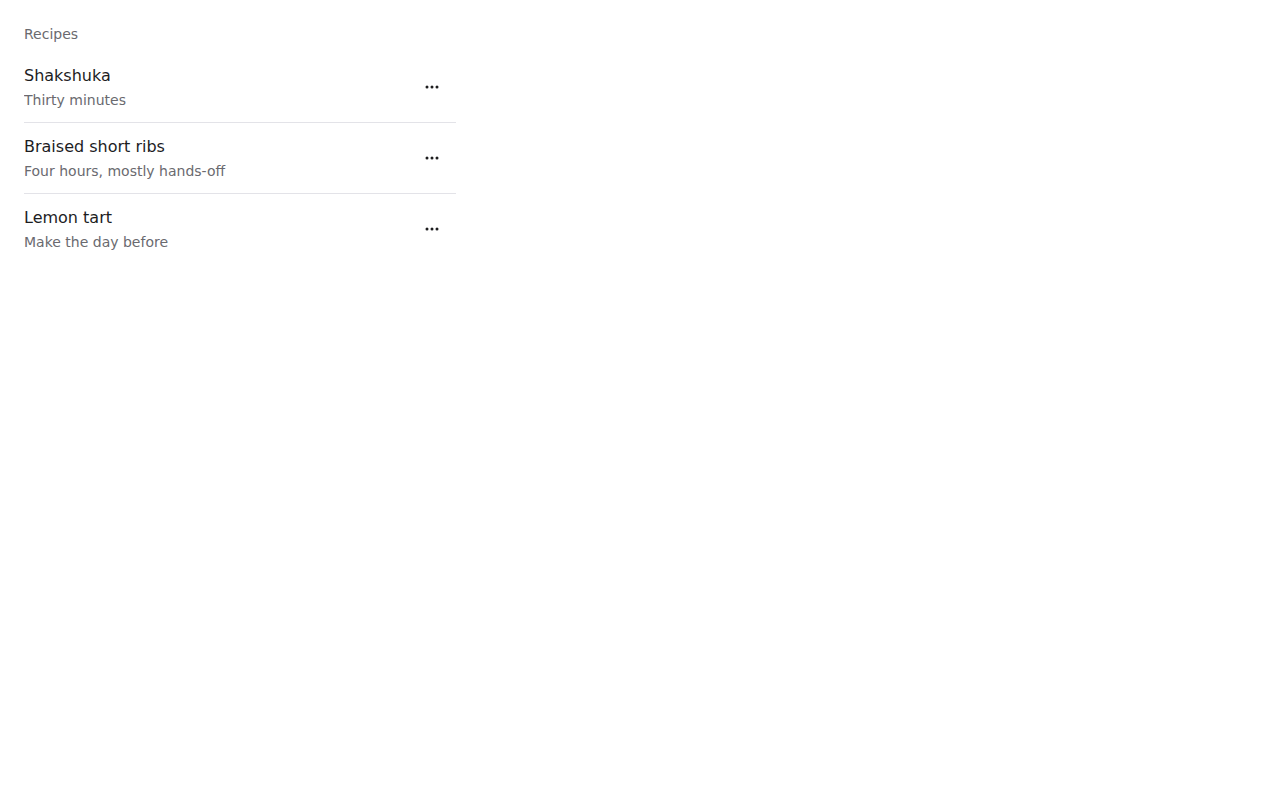 Recipes
Shakshuka
Thirty minutes
Braised short ribs
Four hours, mostly hands-off
Lemon tart
Make the day before